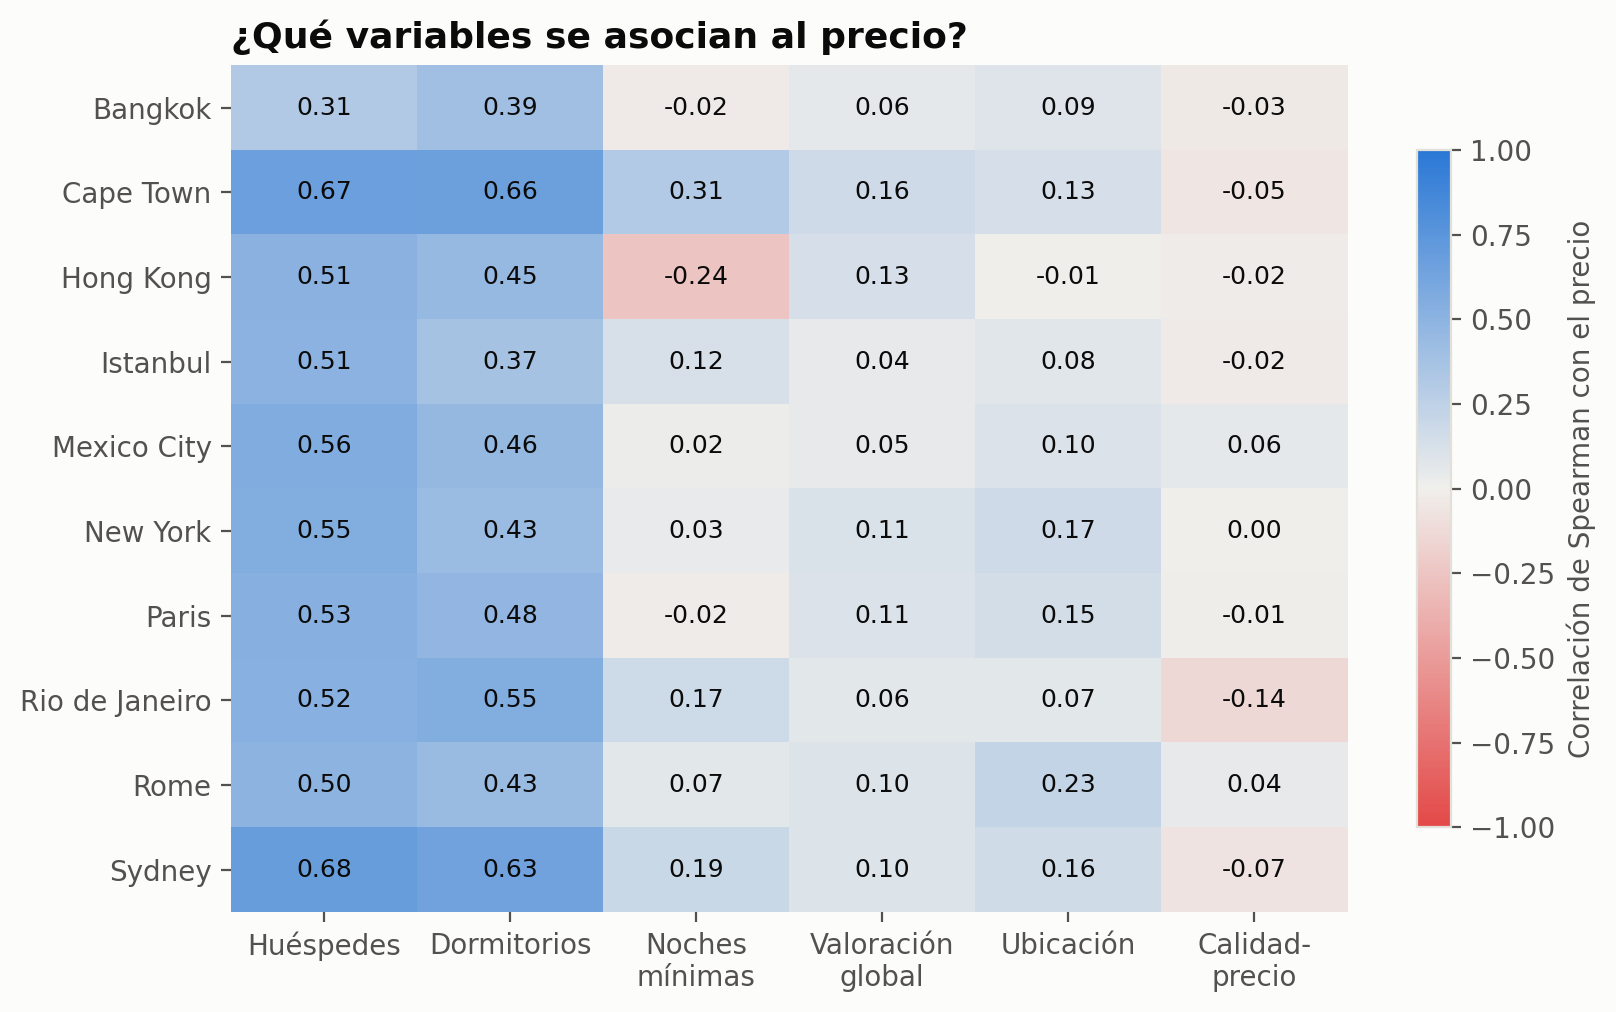 ¿Qué variables se asocian al precio?
Bangkok 0.31 0.39 -0.02 0.06 0.09 -0.03
Cape Town 0.67 0.66 0.31 0.16 0.13 -0.05
Hong Kong 0.51 0.45 -0.24 0.13 -0.01 -0.02
Istanbul 0.51 0.37 0.12 0.04 0.08 -0.02
Mexico City 0.56 0.46 0.02 0.05 0.10 0.06
New York 0.55 0.43 0.03 0.11 0.17 0.00
Paris 0.53 0.48 -0.02 0.11 0.15 -0.01
Rio de Janeiro 0.52 0.55 0.17 0.06 0.07 -0.14
Rome 0.50 0.43 0.07 0.10 0.23 0.04
Sydney 0.68 0.63 0.19 0.10 0.16 -0.07
Huéspedes Dormitorios Noches Valoración Ubicación Calidad-
mínimas global precio
1.00
0.75
0.50
0.25
0.00
−0.25
−0.50
−0.75
−1.00
Correlación de Spearman con el precio